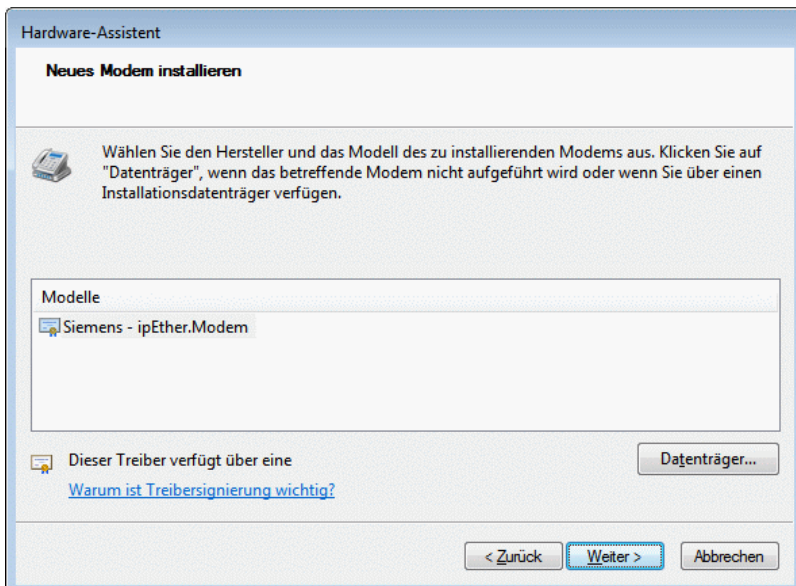 Hardware-Assistent
Neues Modem installieren
Wählen Sie den Hersteller und das Modell des zu installierenden Modems aus. Klicken Sie auf
"Datenträger", wenn das betreffende Modem nicht aufgeführt wird oder wenn Sie über einen
Installationsdatenträger verfügen.
Modelle
Siemens - ipEther.Modem
Dieser Treiber verfügt über eine
Datenträger...
Warum ist Treibersignierung wichtig?
< Zurück
Weiter >
Abbrechen